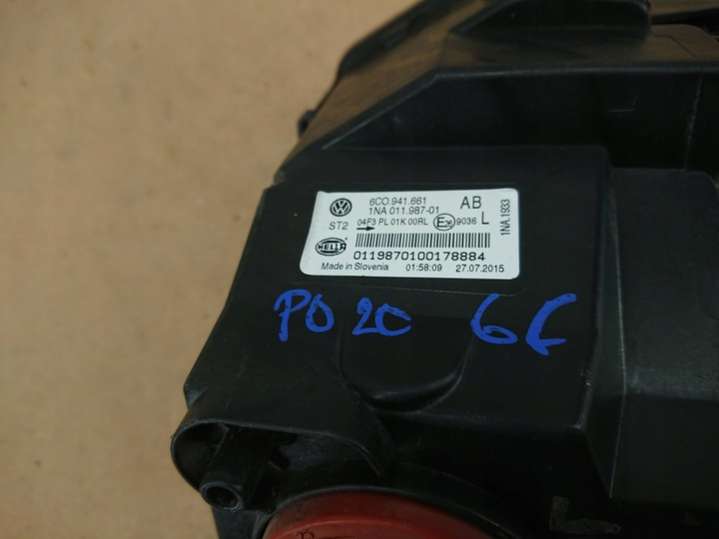 6C0.941.661 AB
1NA 011.987-01
ST2 04F3 PL 01K 00RL E 9036 L
1NA.1933
HELLA
0119870100178884
Made in Slovenia 01:58:09 27.07.2015
PO 20 6C